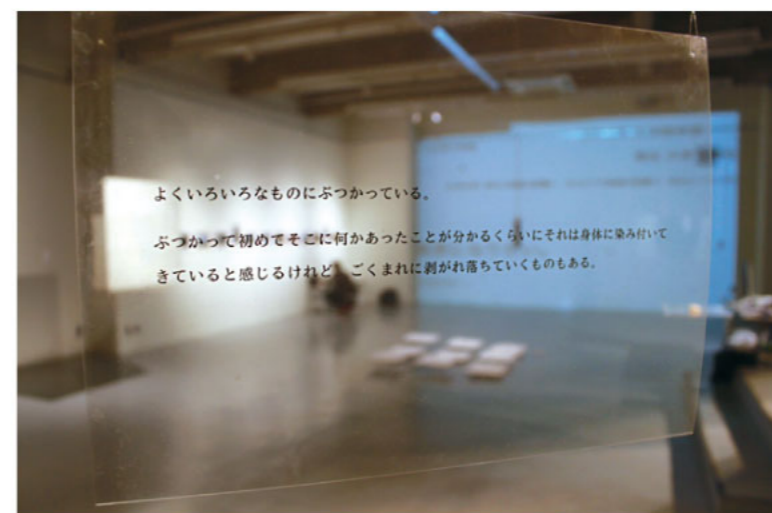 よくいろいろなものにぶつかっている。
ぶつかって初めてそこに何かあったことが分かるくらいにそれは身体に染み付いて
きていると感じるけれど、ごくまれに剥がれ落ちていくものもある。